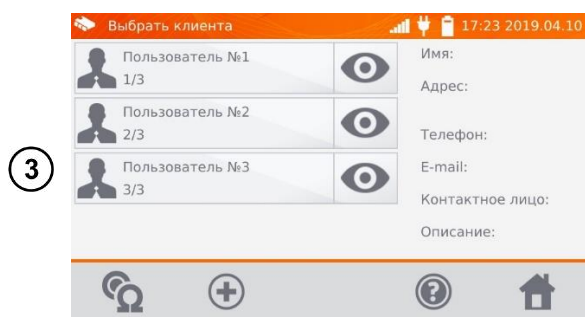 Выбрать клиента
17:23 2019.04.10
Пользователь №1
1/3
Пользователь №2
2/3
Пользователь №3
3/3
Имя:
Адрес:
Телефон:
E-mail:
Контактное лицо:
Описание:
3